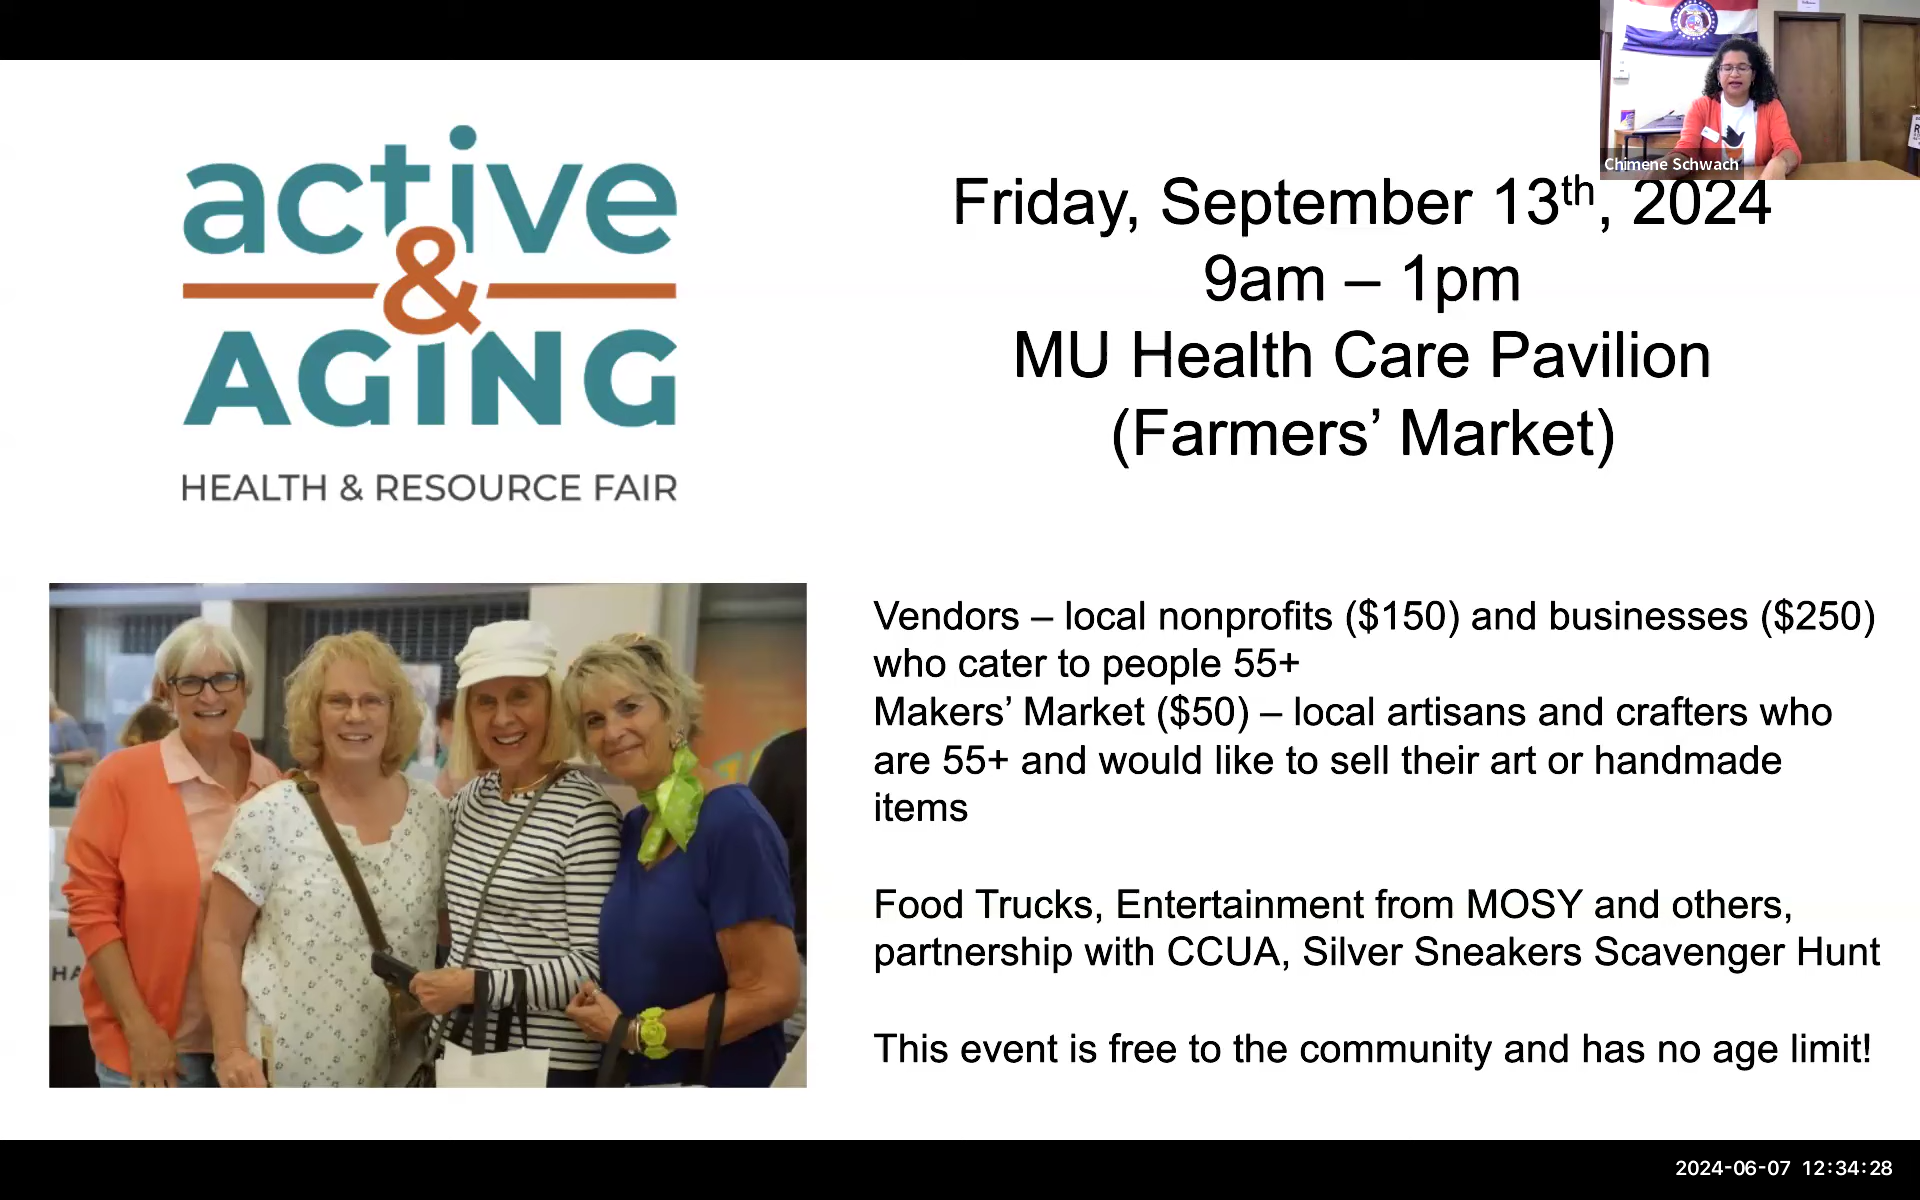 Chimene Schwach
active
&
AGING
HEALTH & RESOURCE FAIR
Friday, September 13th, 2024
9am – 1pm
MU Health Care Pavilion
(Farmers’ Market)
Vendors – local nonprofits ($150) and businesses ($250)
who cater to people 55+
Makers’ Market ($50) – local artisans and crafters who
are 55+ and would like to sell their art or handmade
items
Food Trucks, Entertainment from MOSY and others,
partnership with CCUA, Silver Sneakers Scavenger Hunt
This event is free to the community and has no age limit!
2024-06-07 12:34:28